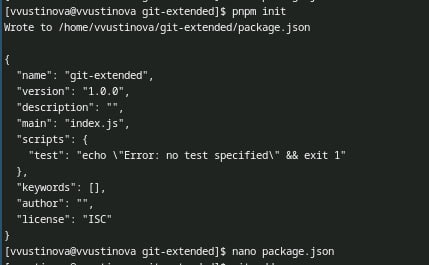 [vvustinova@vvustinova git-extended]$ pnpm init
Wrote to /home/vvustinova/git-extended/package.json
{
  "name": "git-extended",
  "version": "1.0.0",
  "description": "",
  "main": "index.js",
  "scripts": {
    "test": "echo \"Error: no test specified\" && exit 1"
  },
  "keywords": [],
  "author": "",
  "license": "ISC"
}
[vvustinova@vvustinova git-extended]$ nano package.json